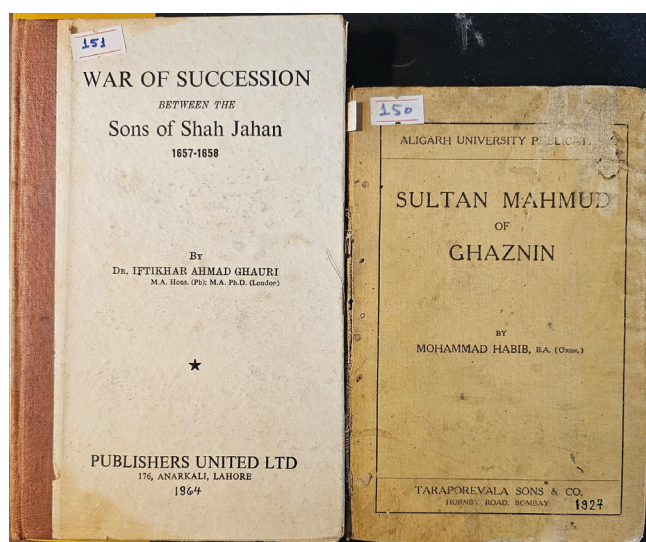 151
WAR OF SUCCESSION
BETWEEN THE
Sons of Shah Jahan
1657-1658
By
DR. IFTIKHAR AHMAD GHAURI
M.A. Hons. (Pb); M.A. Ph.D. (London)
★
PUBLISHERS UNITED LTD
176, ANARKALI, LAHORE
1964
150
ALIGARH UNIVERSITY
SULTAN MAHMUD
OF
GHAZNIN
BY
MOHAMMAD HABIB, B.A. (OXON.)
TARAPOREVALA SONS & CO.
HORNBY ROAD, BOMBAY
1927